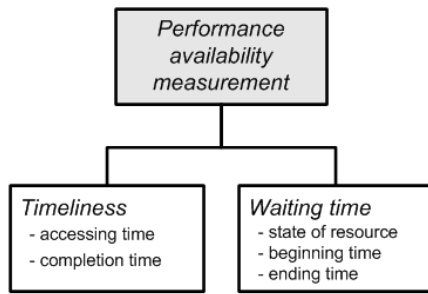 Performance
availability
measurement
Timeliness
- accessing time
- completion time
Waiting time
- state of resource
- beginning time
- ending time